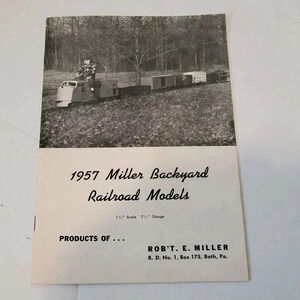 1957 Miller Backyard
Railroad Models
1½" Scale 7½" Gauge
PRODUCTS OF . . .
ROB'T. E. MILLER
R. D. No. 1, Box 175, Bath, Pa.